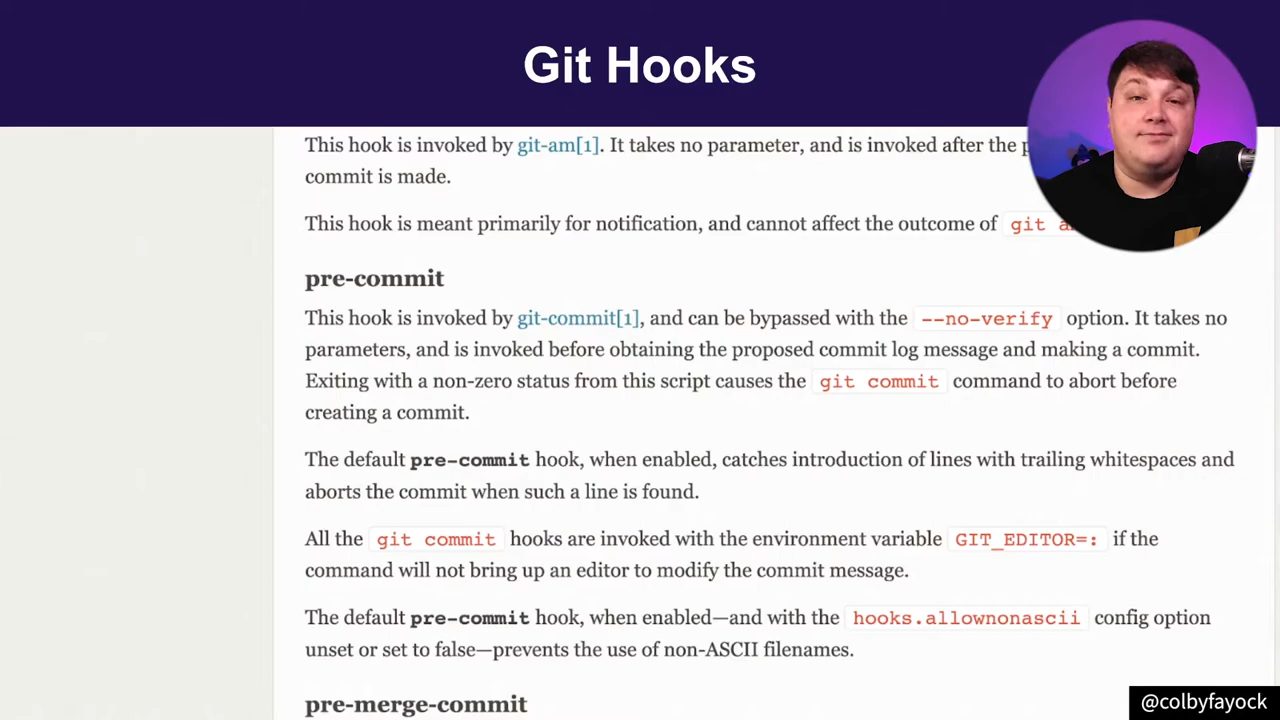 Git Hooks
This hook is invoked by git-am[1]. It takes no parameter, and is invoked after the
commit is made.
This hook is meant primarily for notification, and cannot affect the outcome of git
pre-commit
This hook is invoked by git-commit[1], and can be bypassed with the --no-verify option. It takes no
parameters, and is invoked before obtaining the proposed commit log message and making a commit.
Exiting with a non-zero status from this script causes the git commit command to abort before
creating a commit.
The default pre-commit hook, when enabled, catches introduction of lines with trailing whitespaces and
aborts the commit when such a line is found.
All the git commit hooks are invoked with the environment variable GIT_EDITOR=: if the
command will not bring up an editor to modify the commit message.
The default pre-commit hook, when enabled—and with the hooks.allownonascii config option
unset or set to false—prevents the use of non-ASCII filenames.
pre-merge-commit
@colbyfayock